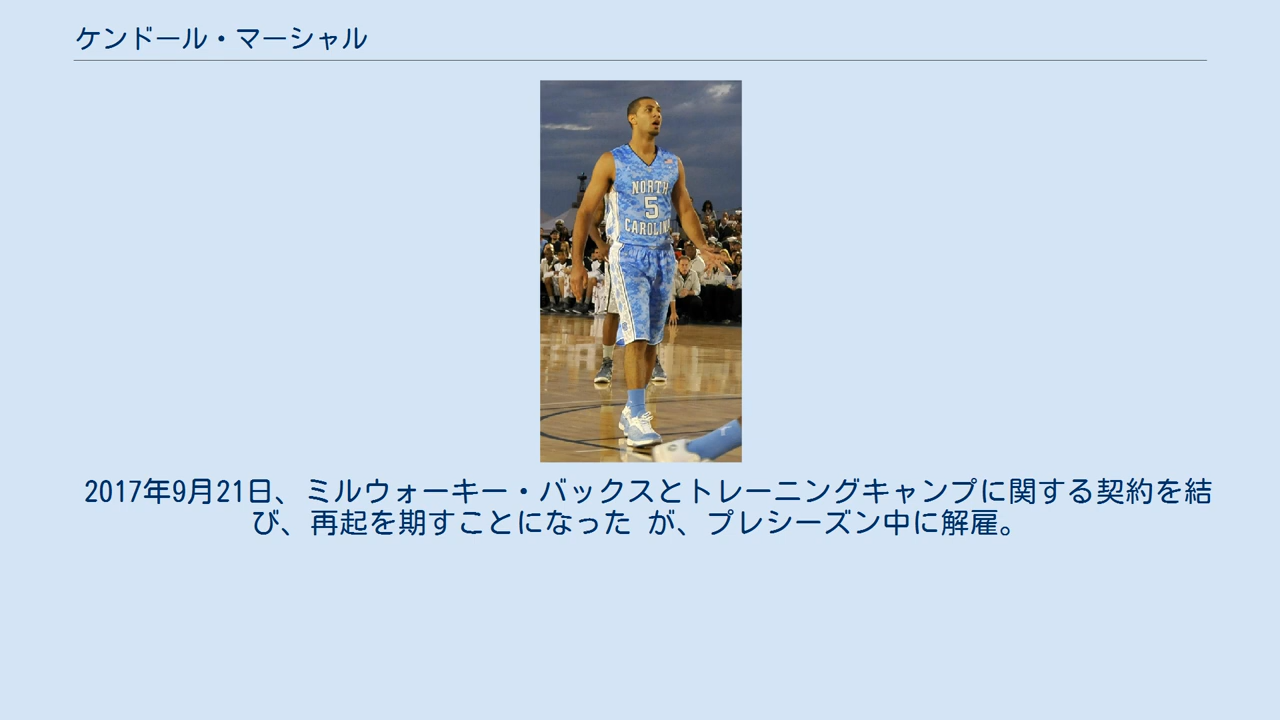 ケンドール・マーシャル
NORTH
5
CAROLINA
2017年9月21日、ミルウォーキー・バックスとトレーニングキャンプに関する契約を結
び、再起を期すことになった が、プレシーズン中に解雇。